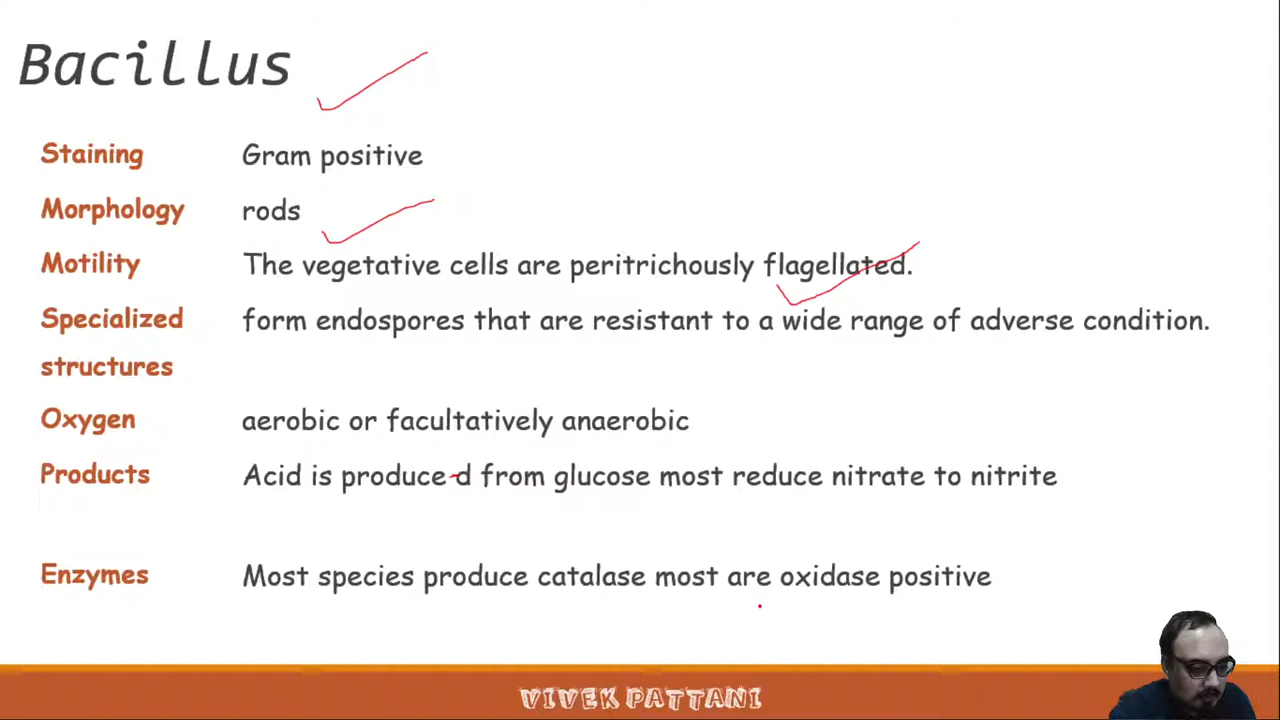 Bacillus
Staining Gram positive
Morphology rods
Motility The vegetative cells are peritrichously flagellated.
Specialized form endospores that are resistant to a wide range of adverse condition.
structures
Oxygen aerobic or facultatively anaerobic
Products Acid is produce d from glucose most reduce nitrate to nitrite
Enzymes Most species produce catalase most are oxidase positive
VIVEK PATTANI